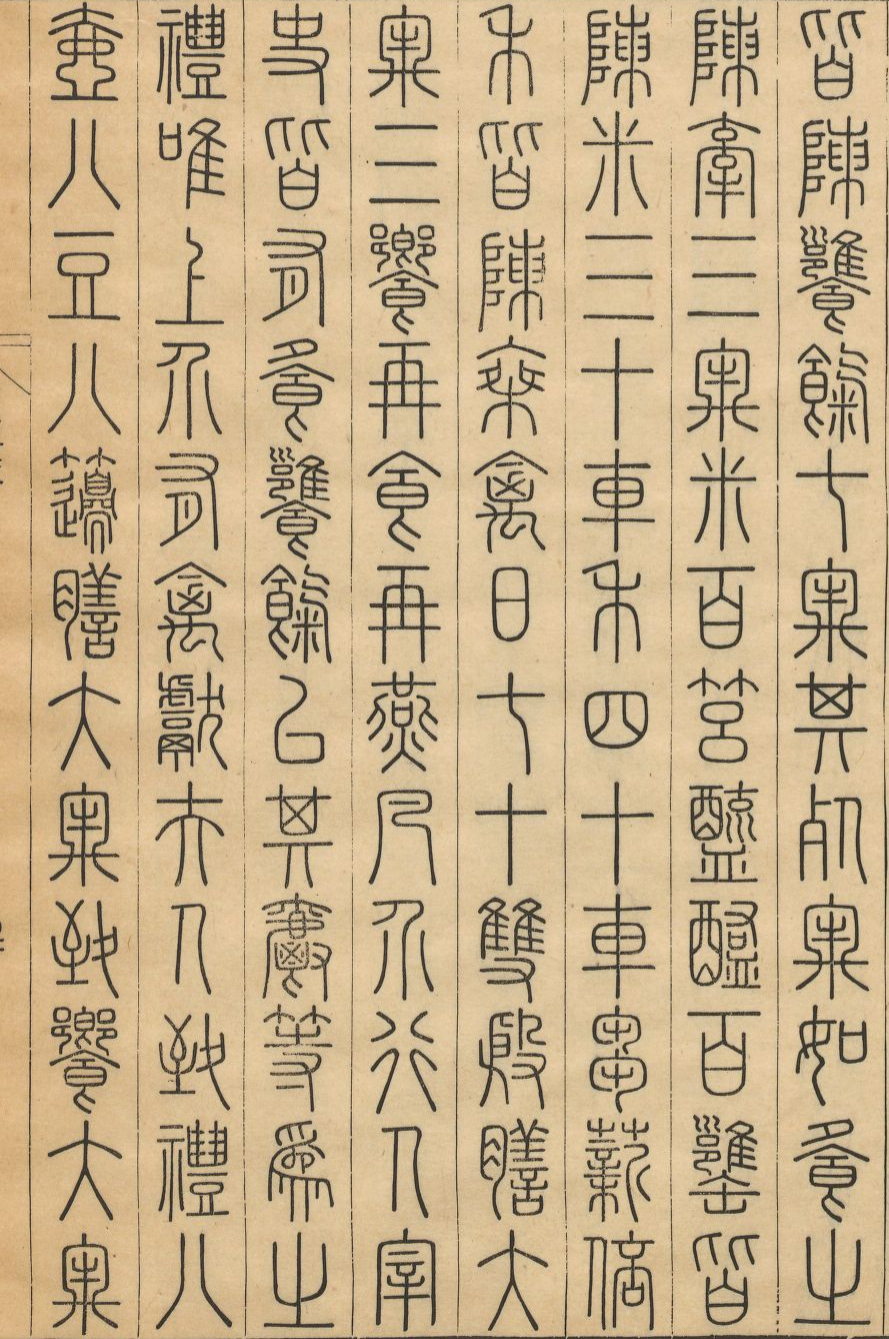 皆陳饔餼七牢其死牢如飧之
陳牽三牢米百筥醯醢百罋皆
陳米三十車禾四十車芻薪倍
禾皆陳乘禽日七十雙殷膳大
牢三饗再食再燕凡介行人宰
史皆有飧饔餼以其爵等為之
禮唯上介有禽獻夫人致禮八
壺八豆八籩膳大牢致饗大牢